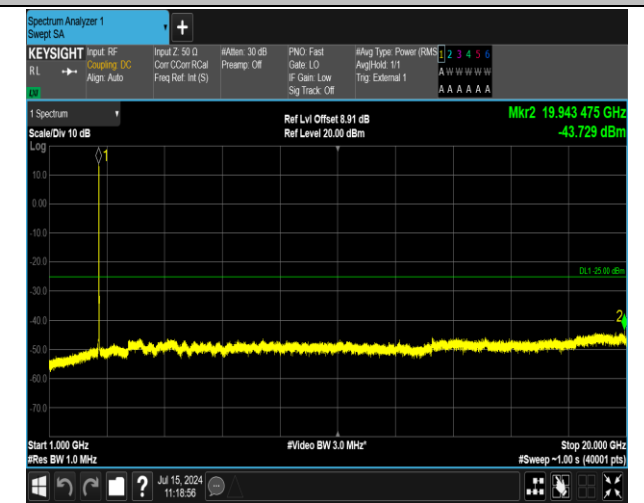 Spectrum Analyzer 1
Swept SA
+
KEYSIGHT Input: RF Input Z: 50 Ω #Atten: 30 dB PNO: Fast #Avg Type: Power (RMS 1 2 3 4 5 6
RL Coupling: DC Corr CCorr RCal Preamp: Off Gate: LO Avg|Hold: 1/1 A W W W W W
Align: Auto Freq Ref: Int (S) IF Gain: Low Trig: External 1
Sig Track: Off A A A A A A
1 Spectrum Ref Lvl Offset 8.91 dB Mkr2 19.943 475 GHz
Scale/Div 10 dB Ref Level 20.00 dBm -43.729 dBm
Log
1
10.0
0.00
-10.0
-20.0
DL1 -25.00 dBm
-30.0
-40.0
2
-50.0
-60.0
-70.0
Start 1.000 GHz #Video BW 3.0 MHz* Stop 20.000 GHz
#Res BW 1.0 MHz #Sweep ~1.00 s (40001 pts)
? Jul 15, 2024
11:18:56